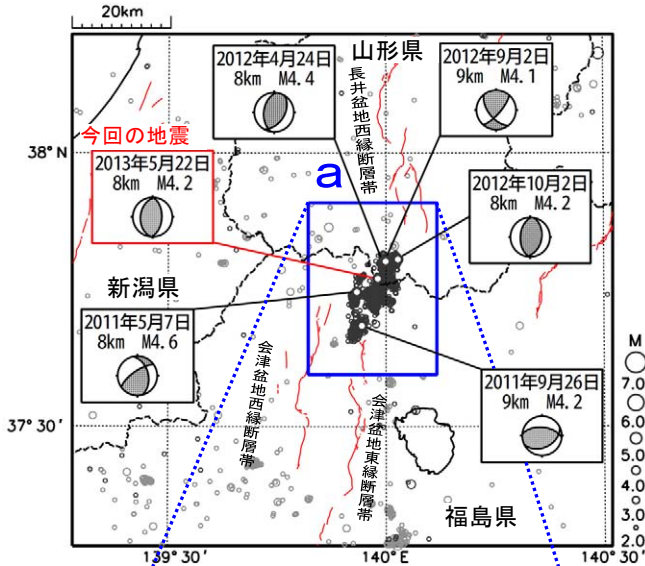 20km
2012年4月24日
8km M4.4
山形県
2012年9月2日
9km M4.1
長井盆地西縁断層帯
38°N
今回の地震
2013年5月22日
8km M4.2
a
2012年10月2日
8km M4.2
新潟県
2011年5月7日
8km M4.6
会津盆地西縁断層帯
会津盆地東縁断層帯
2011年9月26日
9km M4.2
37°30'
福島県
M
7.0
6.0
5.0
4.0
3.0
2.0
139°30'
140°E
140°30'